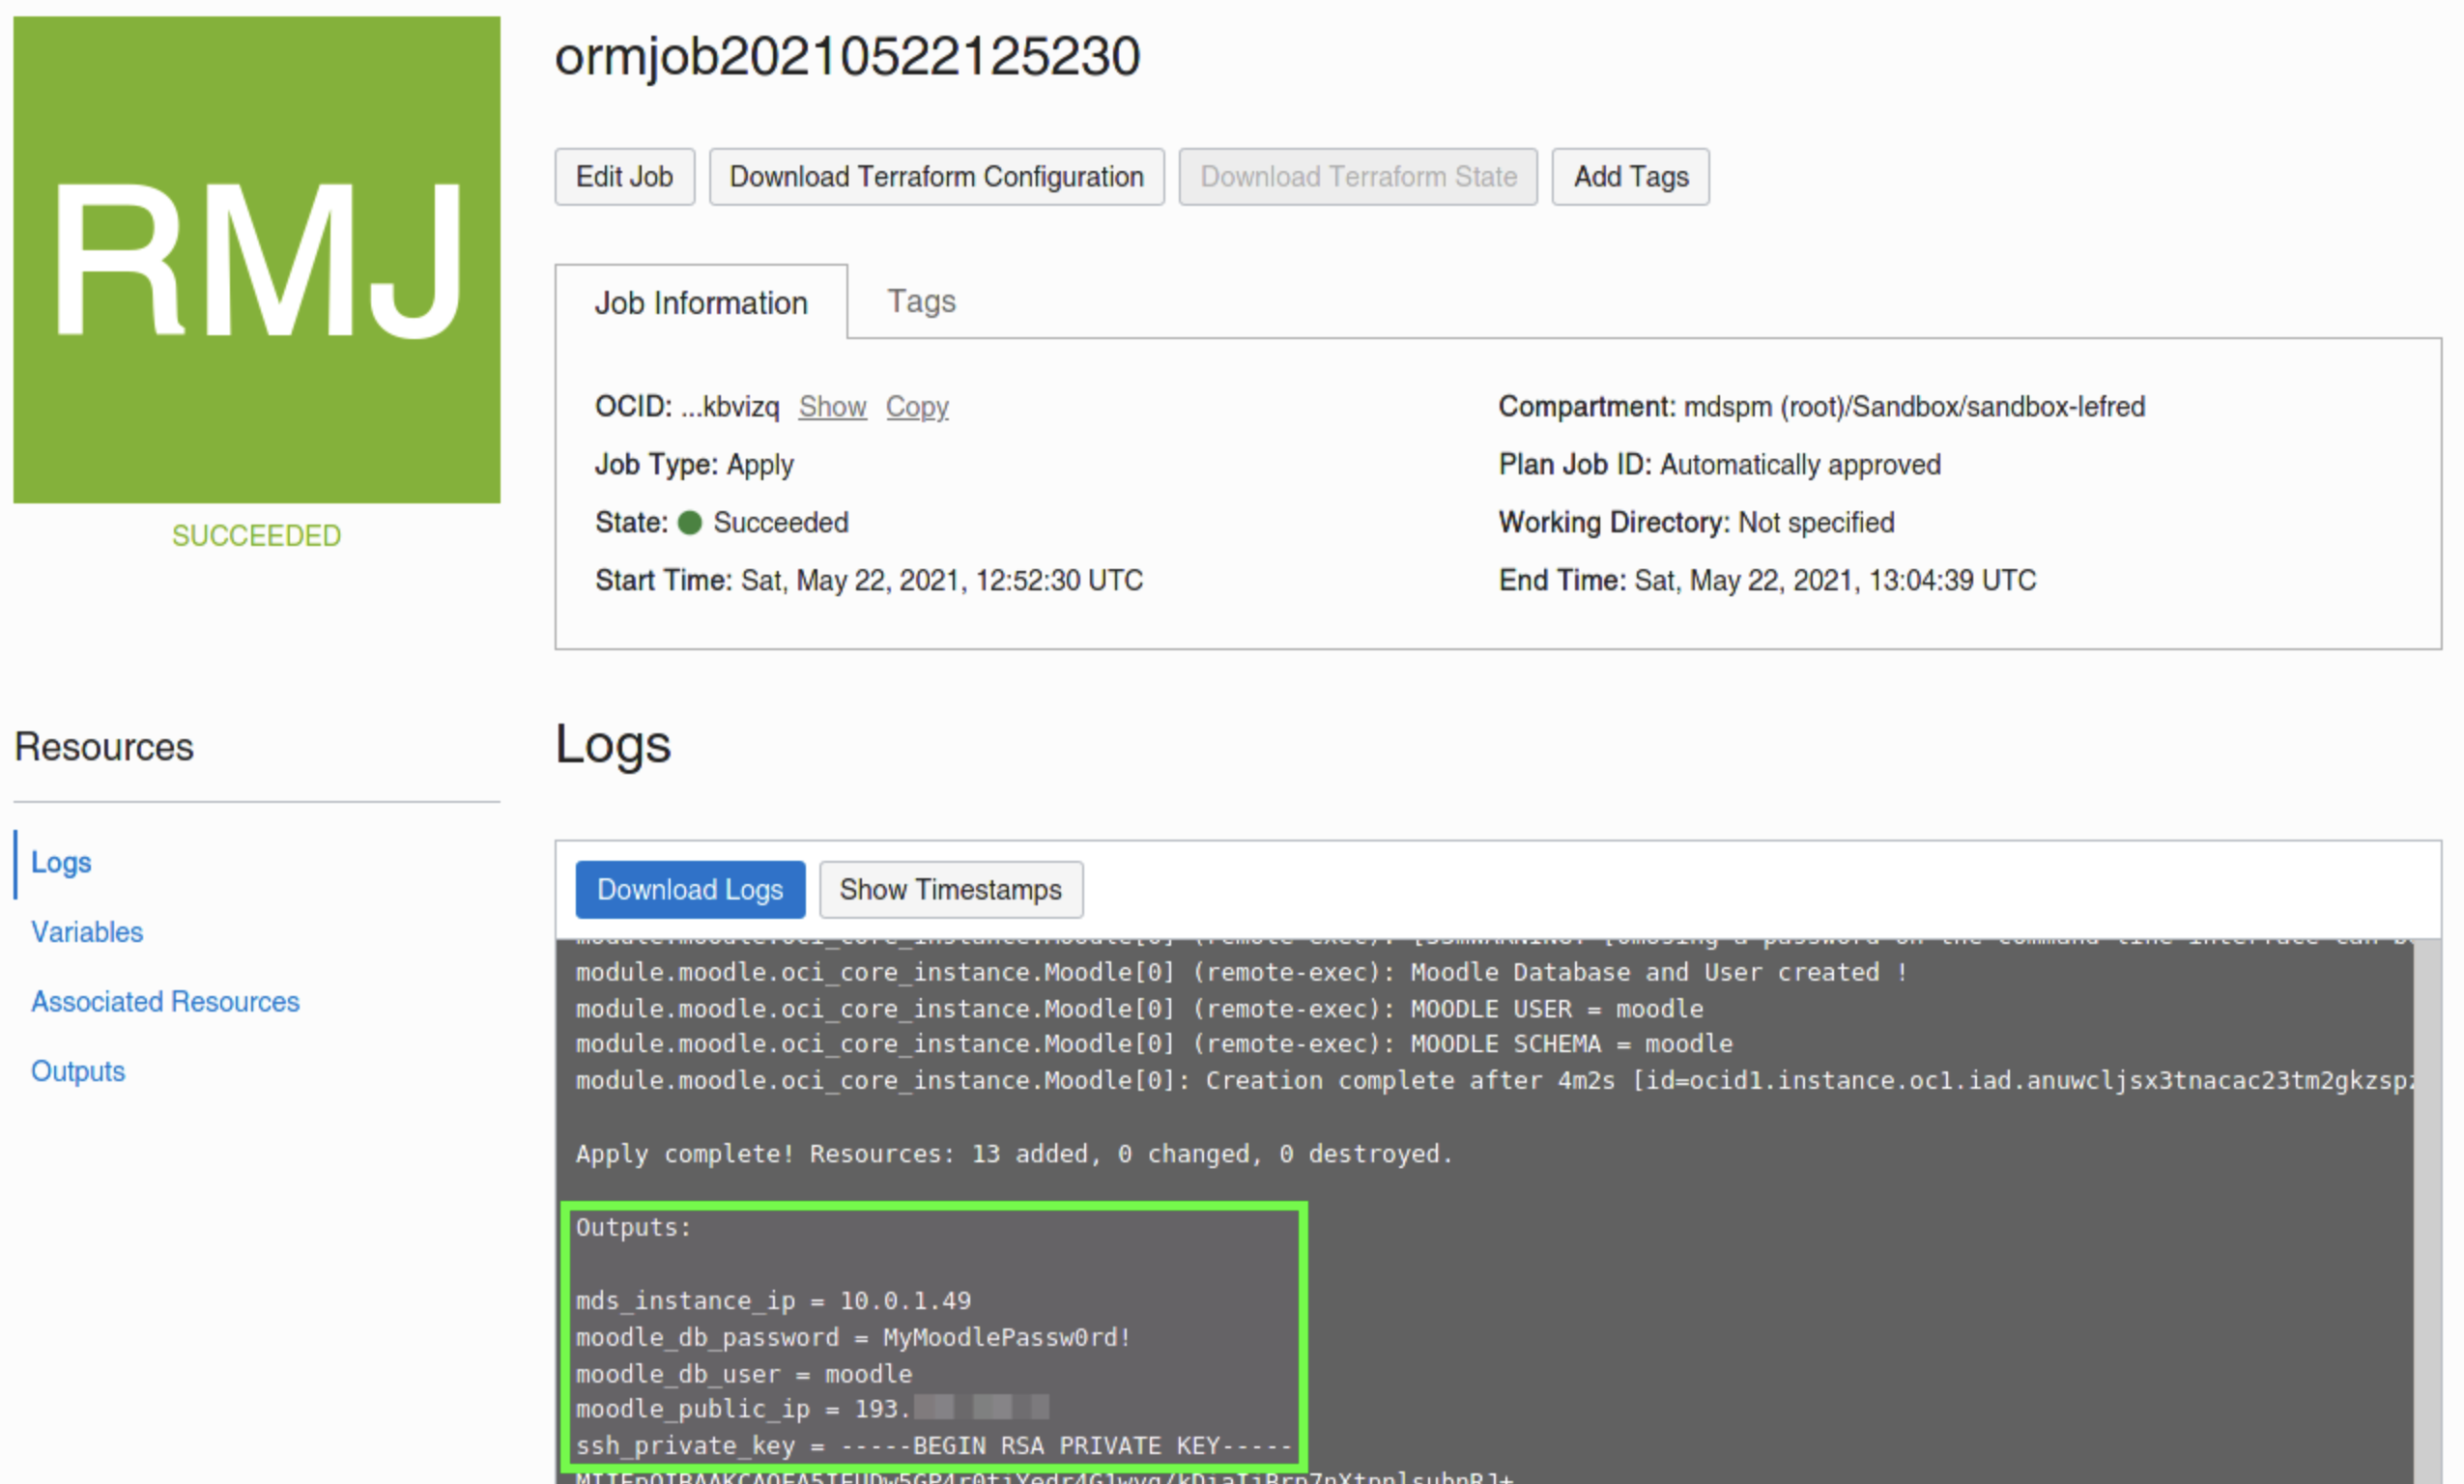 RMJ
SUCCEEDED
ormjob20210522125230
Edit Job
Download Terraform Configuration
Download Terraform State
Add Tags
Job Information
Tags
OCID: ...kbvizq Show Copy
Job Type: Apply
State: Succeeded
Start Time: Sat, May 22, 2021, 12:52:30 UTC
Compartment: mdspm (root)/Sandbox/sandbox-lefred
Plan Job ID: Automatically approved
Working Directory: Not specified
End Time: Sat, May 22, 2021, 13:04:39 UTC
Resources
Logs
Variables
Associated Resources
Outputs
Logs
Download Logs
Show Timestamps
module.moodle.oci_core_instance.Moodle[0] (remote-exec): Moodle Database and User created !
module.moodle.oci_core_instance.Moodle[0] (remote-exec): MOODLE USER = moodle
module.moodle.oci_core_instance.Moodle[0] (remote-exec): MOODLE SCHEMA = moodle
module.moodle.oci_core_instance.Moodle[0]: Creation complete after 4m2s [id=ocid1.instance.oc1.iad.anuwcljsx3tnacac23tm2gkzsp
Apply complete! Resources: 13 added, 0 changed, 0 destroyed.
Outputs:
mds_instance_ip = 10.0.1.49
moodle_db_password = MyMoodlePassw0rd!
moodle_db_user = moodle
moodle_public_ip = 193.
ssh_private_key = -----BEGIN RSA PRIVATE KEY-----